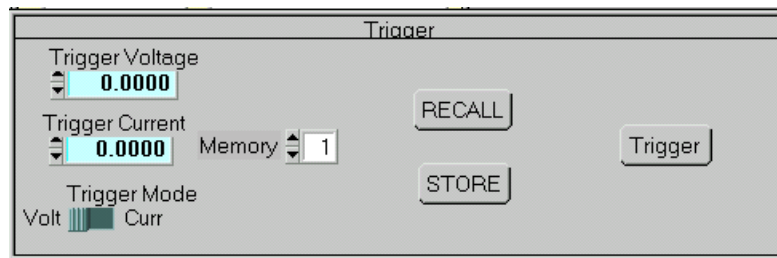 Trigger
Trigger Voltage
0.0000
Trigger Current
0.0000
Memory 1
Trigger Mode
Volt Curr
RECALL
STORE
Trigger